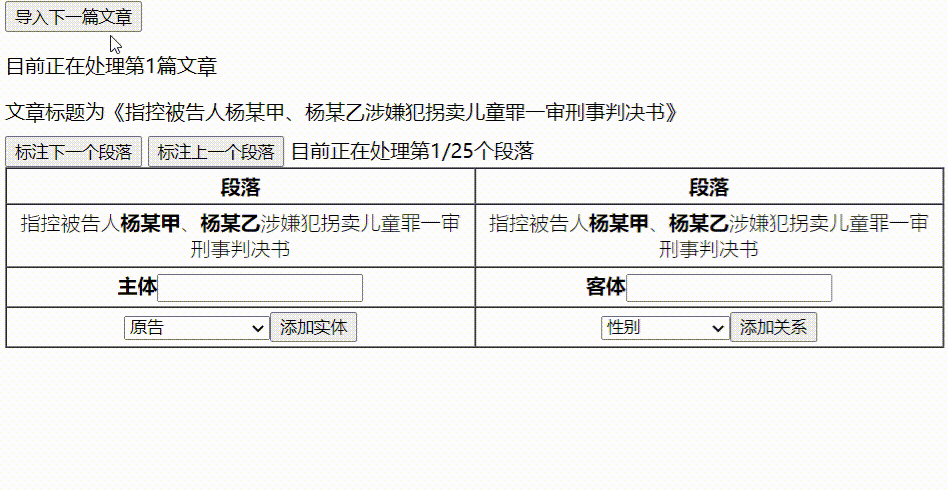 导入下一篇文章
目前正在处理第1篇文章
文章标题为《指控被告人杨某甲、杨某乙涉嫌犯拐卖儿童罪一审刑事判决书》
标注下一个段落 标注上一个段落 目前正在处理第1/25个段落
段落 段落
指控被告人杨某甲、杨某乙涉嫌犯拐卖儿童罪一审 指控被告人杨某甲、杨某乙涉嫌犯拐卖儿童罪一审
刑事判决书 刑事判决书
主体 客体
原告 添加实体 性别 添加关系